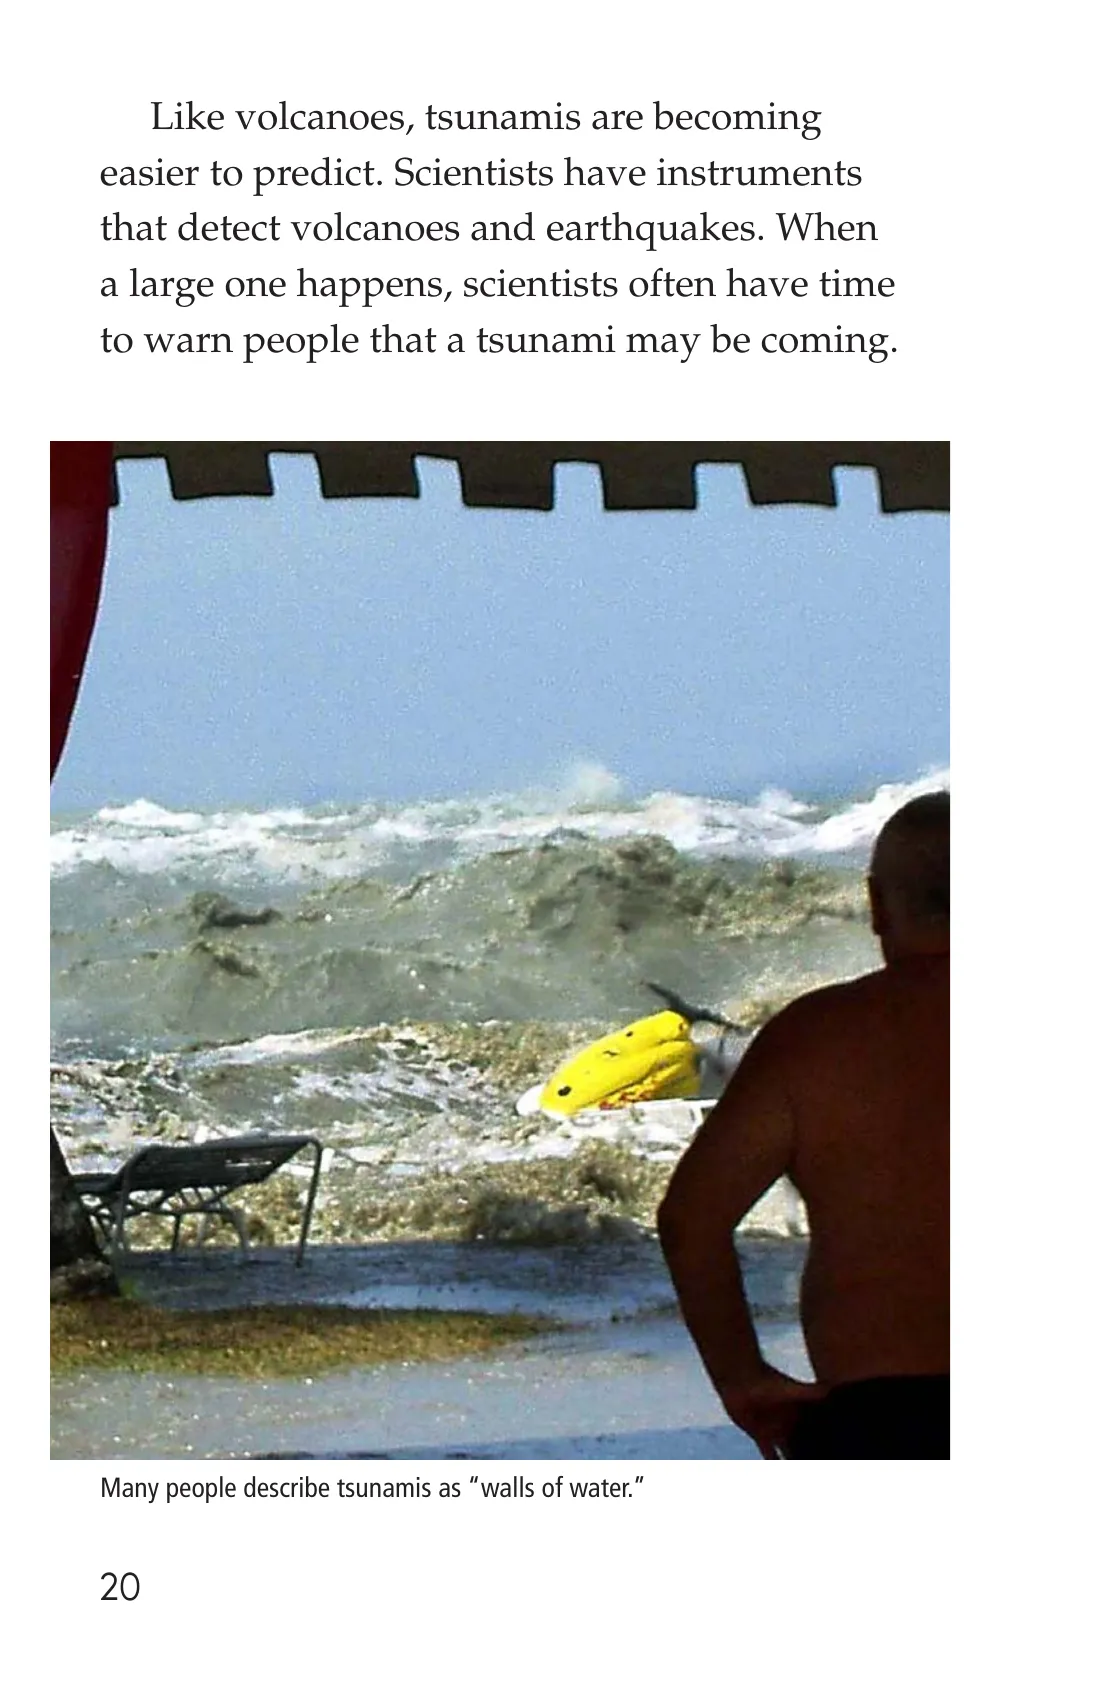 Like volcanoes, tsunamis are becoming
easier to predict. Scientists have instruments
that detect volcanoes and earthquakes. When
a large one happens, scientists often have time
to warn people that a tsunami may be coming.
Many people describe tsunamis as “walls of water.”
20